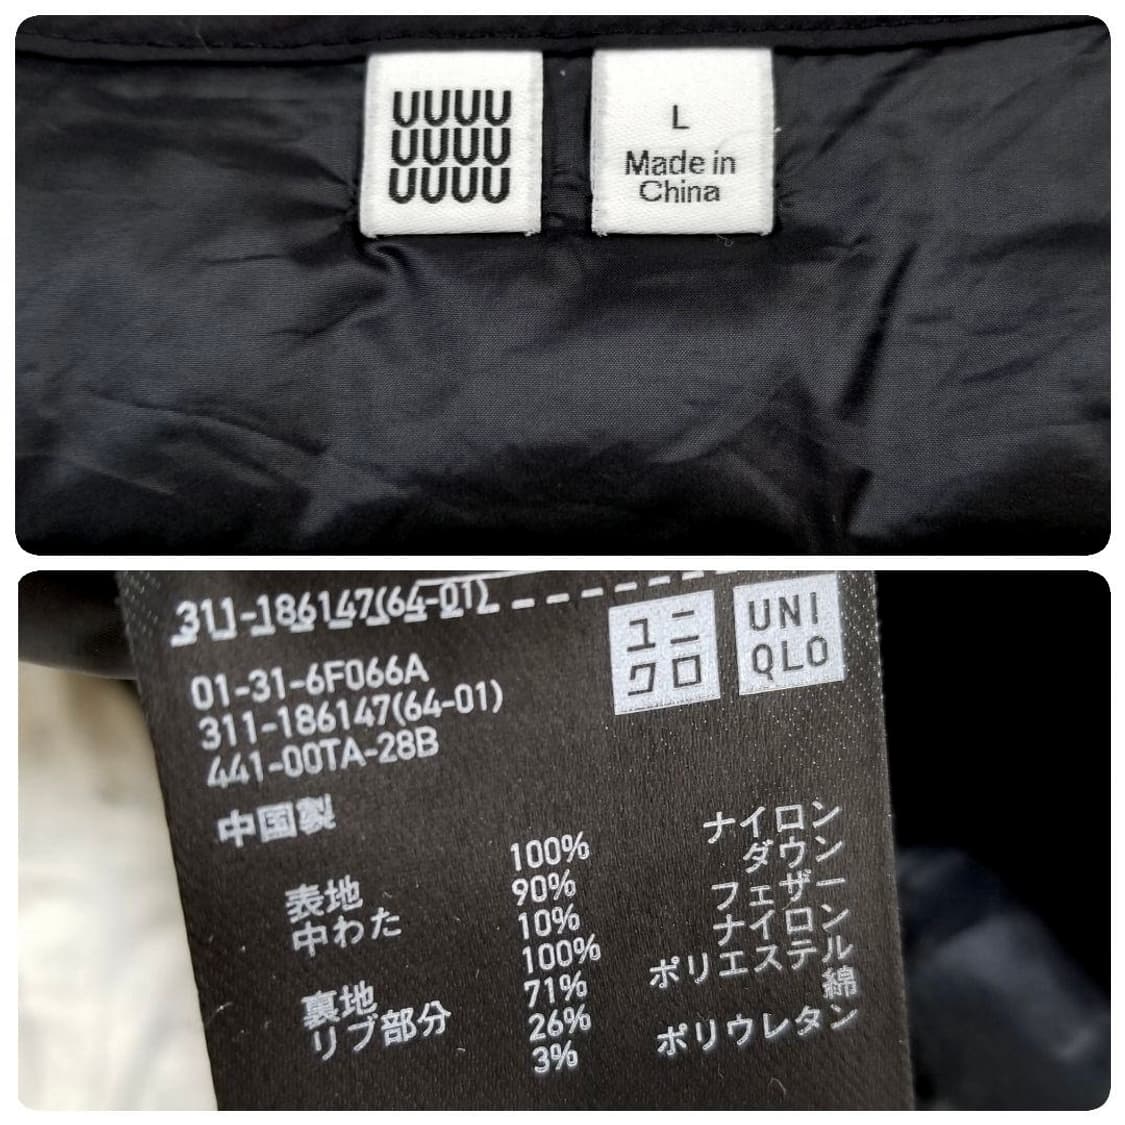 UUUU
UUUU
UUUU
L
Made in
China
311-186147(64-01)
ユニ
クロ
UNI
QLO
01-31-6F066A
311-186147(64-01)
441-00TA-28B
中国製
表地 100% ナイロン
中わた 90% ダウン
10% フェザー
裏地 100% ナイロン
リブ部分 71% ポリエステル
26% 綿
3% ポリウレタン